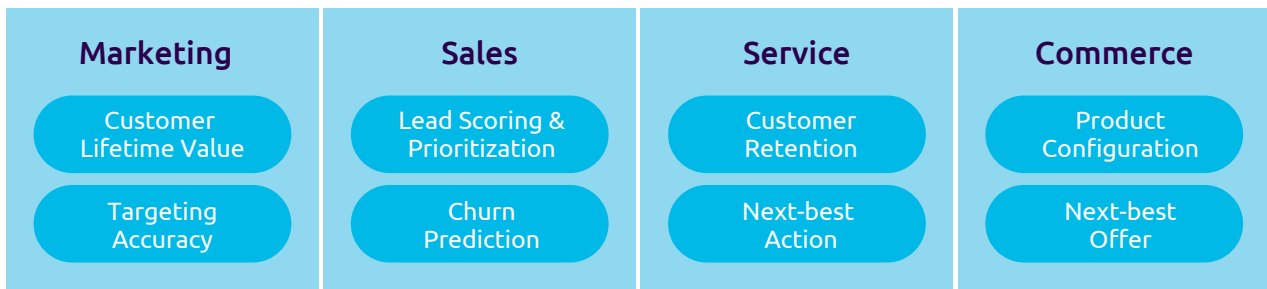 Marketing
Customer
Lifetime Value
Targeting
Accuracy
Sales
Lead Scoring &
Prioritization
Churn
Prediction
Service
Customer
Retention
Next-best
Action
Commerce
Product
Configuration
Next-best
Offer